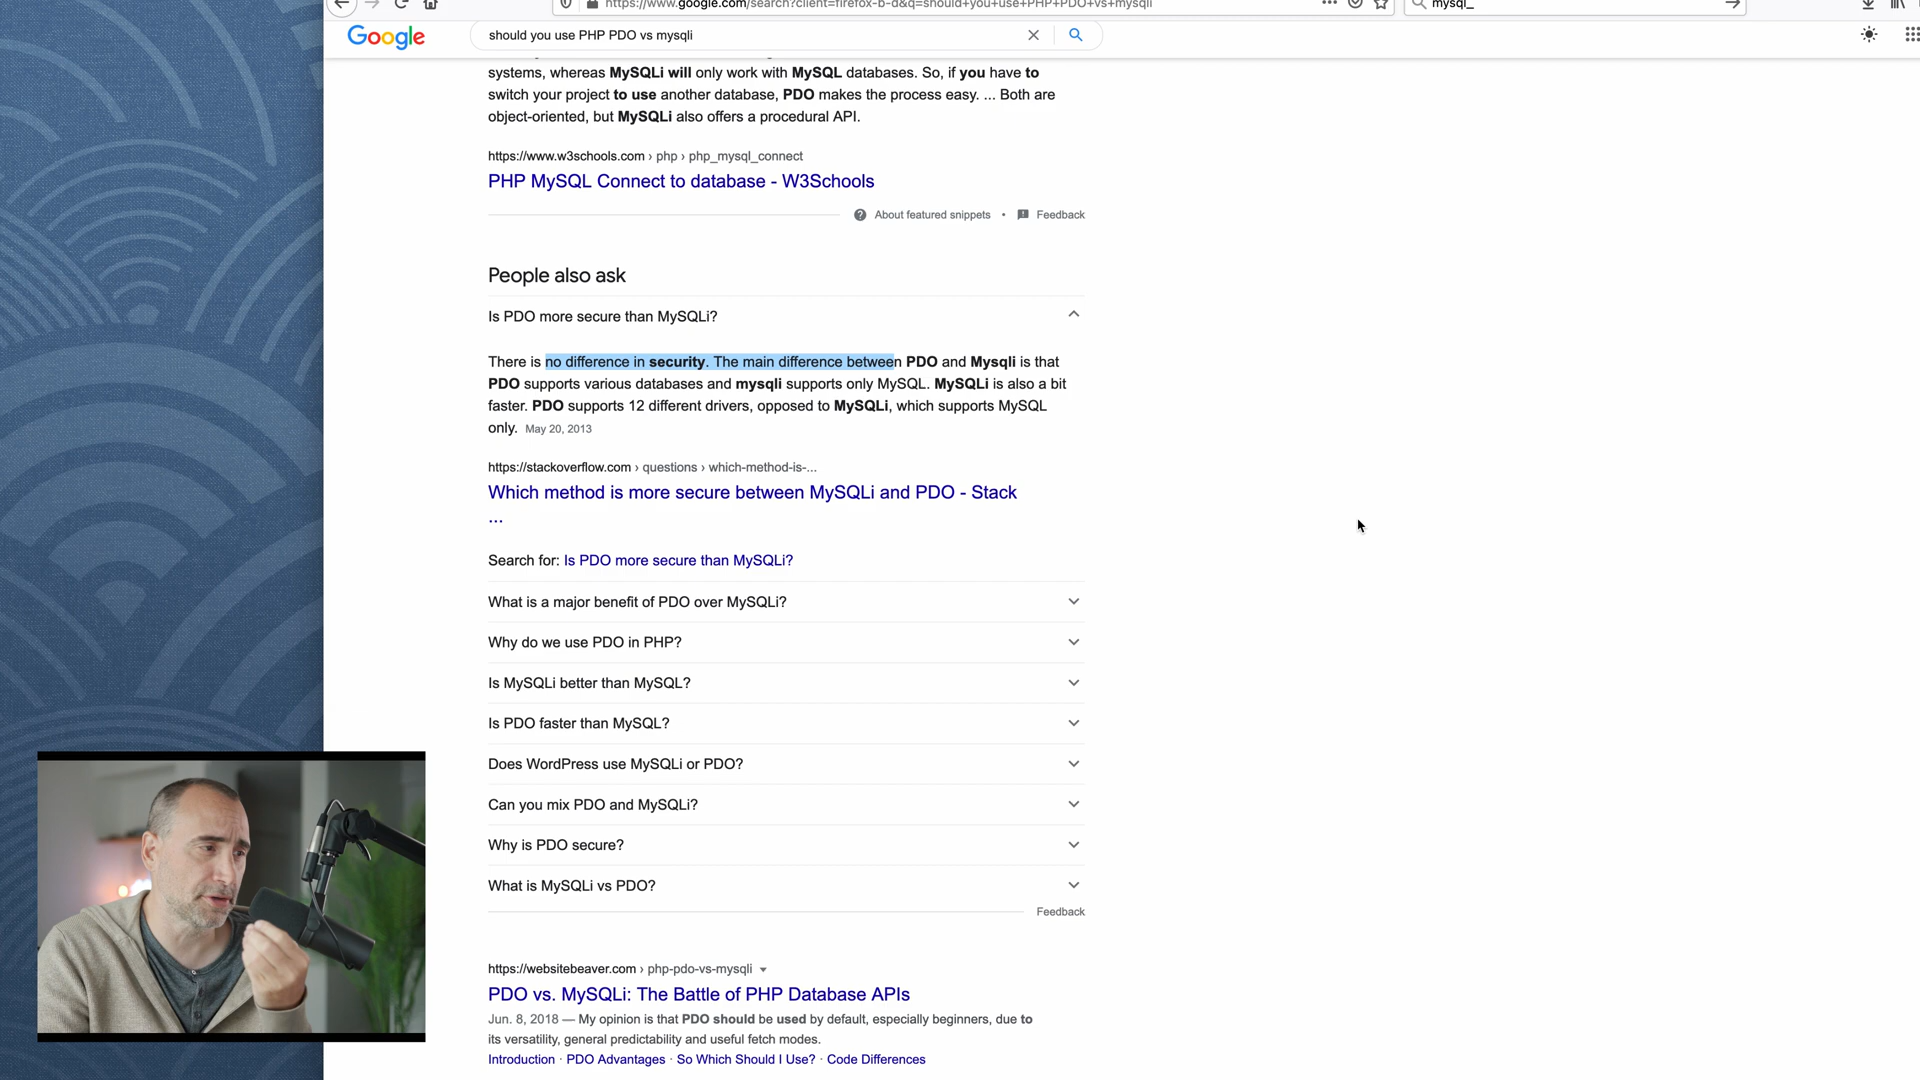 https://www.google.com/search?client=firefox-b-d&q=should+you+use+PHP+PDO+vs+mysqli
mysql_
Google
should you use PHP PDO vs mysqli
systems, whereas MySQLi will only work with MySQL databases. So, if you have to
switch your project to use another database, PDO makes the process easy. ... Both are
object-oriented, but MySQLi also offers a procedural API.
https://www.w3schools.com › php › php_mysql_connect
PHP MySQL Connect to database - W3Schools
About featured snippets • Feedback
People also ask
Is PDO more secure than MySQLi?
There is no difference in security. The main difference between PDO and Mysqli is that
PDO supports various databases and mysqli supports only MySQL. MySQLi is also a bit
faster. PDO supports 12 different drivers, opposed to MySQLi, which supports MySQL
only. May 20, 2013
https://stackoverflow.com › questions › which-method-is-...
Which method is more secure between MySQLi and PDO - Stack
...
Search for: Is PDO more secure than MySQLi?
What is a major benefit of PDO over MySQLi?
Why do we use PDO in PHP?
Is MySQLi better than MySQL?
Is PDO faster than MySQL?
Does WordPress use MySQLi or PDO?
Can you mix PDO and MySQLi?
Why is PDO secure?
What is MySQLi vs PDO?
Feedback
https://websitebeaver.com › php-pdo-vs-mysqli
PDO vs. MySQLi: The Battle of PHP Database APIs
Jun. 8, 2018 — My opinion is that PDO should be used by default, especially beginners, due to
its versatility, general predictability and useful fetch modes.
Introduction · PDO Advantages · So Which Should I Use? · Code Differences